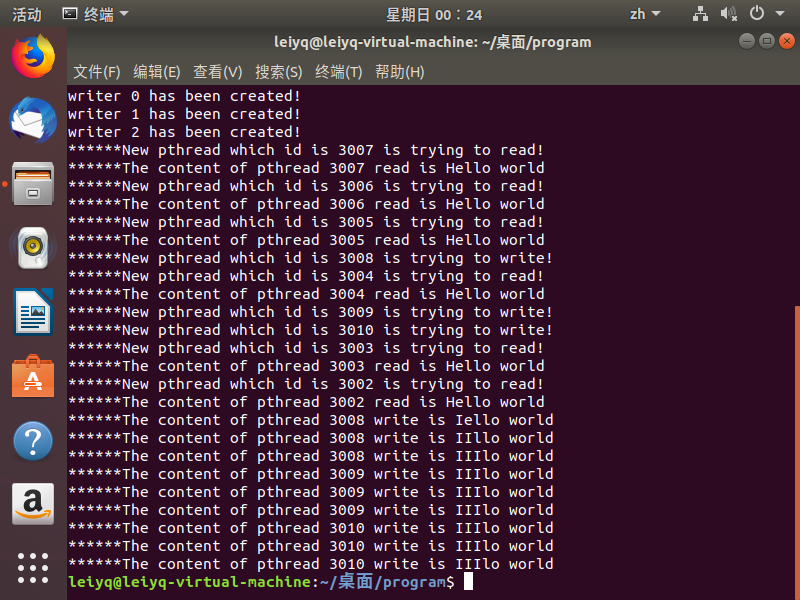 活动 终端 星期日 00：24 zh
leiyq@leiyq-virtual-machine: ~/桌面/program
文件(F) 编辑(E) 查看(V) 搜索(S) 终端(T) 帮助(H)
writer 0 has been created!
writer 1 has been created!
writer 2 has been created!
******New pthread which id is 3007 is trying to read!
******The content of pthread 3007 read is Hello world
******New pthread which id is 3006 is trying to read!
******The content of pthread 3006 read is Hello world
******New pthread which id is 3005 is trying to read!
******The content of pthread 3005 read is Hello world
******New pthread which id is 3008 is trying to write!
******New pthread which id is 3004 is trying to read!
******The content of pthread 3004 read is Hello world
******New pthread which id is 3009 is trying to write!
******New pthread which id is 3010 is trying to write!
******New pthread which id is 3003 is trying to read!
******The content of pthread 3003 read is Hello world
******New pthread which id is 3002 is trying to read!
******The content of pthread 3002 read is Hello world
******The content of pthread 3008 write is Iello world
******The content of pthread 3008 write is IIllo world
******The content of pthread 3008 write is IIIlo world
******The content of pthread 3009 write is IIIlo world
******The content of pthread 3009 write is IIIlo world
******The content of pthread 3009 write is IIIlo world
******The content of pthread 3010 write is IIIlo world
******The content of pthread 3010 write is IIIlo world
******The content of pthread 3010 write is IIIlo world
leiyq@leiyq-virtual-machine:~/桌面/program$